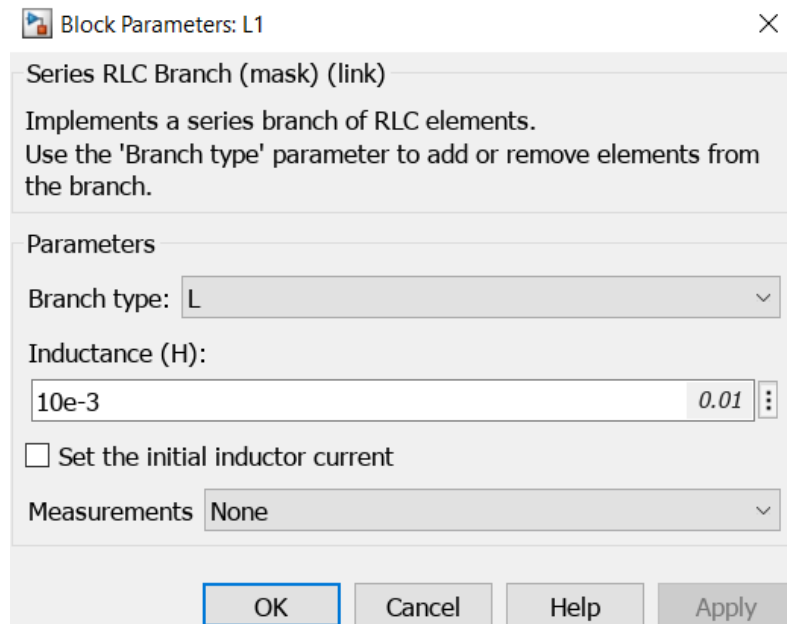 Block Parameters: L1
Series RLC Branch (mask) (link)
Implements a series branch of RLC elements.
Use the 'Branch type' parameter to add or remove elements from
the branch.
Parameters
Branch type: L
Inductance (H):
10e-3 0.01
Set the initial inductor current
Measurements None
OK Cancel Help Apply